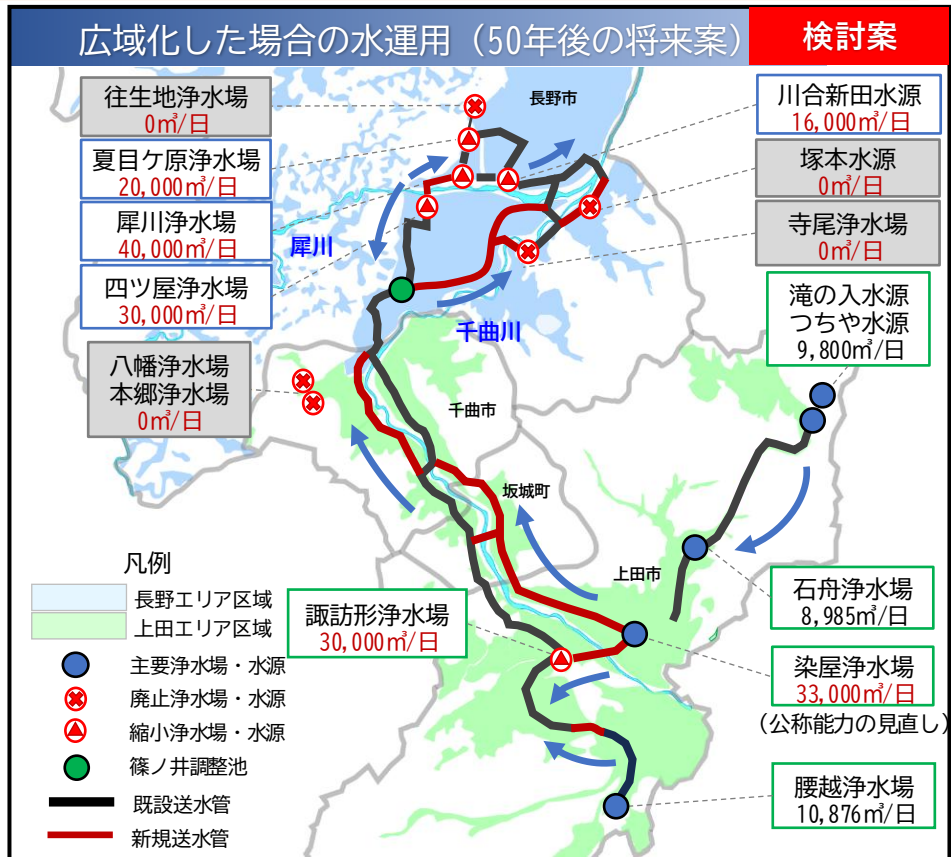 広域化した場合の水運用（50年後の将来案）
検討案
往生地浄水場
0㎥/日
夏目ケ原浄水場
20,000㎥/日
犀川浄水場
40,000㎥/日
四ツ屋浄水場
30,000㎥/日
八幡浄水場
本郷浄水場
0㎥/日
長野市
川合新田水源
16,000㎥/日
塚本水源
0㎥/日
寺尾浄水場
0㎥/日
滝の入水源
つちや水源
9,800㎥/日
犀川
千曲川
千曲市
坂城町
上田市
諏訪形浄水場
30,000㎥/日
石舟浄水場
8,985㎥/日
染屋浄水場
33,000㎥/日
（公称能力の見直し）
腰越浄水場
10,876㎥/日
凡例
長野エリア区域
上田エリア区域
主要浄水場・水源
廃止浄水場・水源
縮小浄水場・水源
篠ノ井調整池
既設送水管
新規送水管